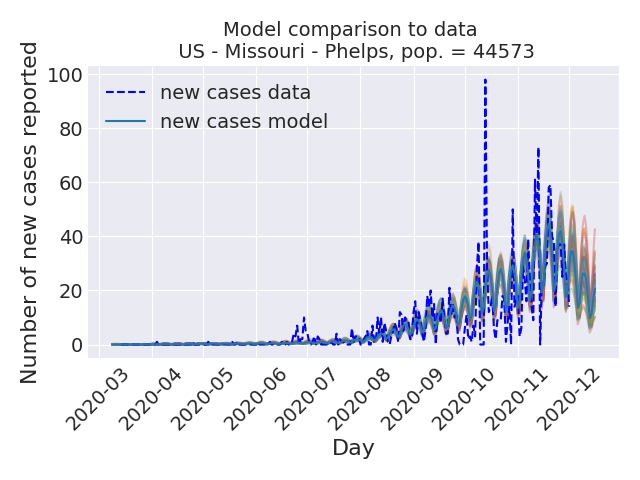 Model comparison to data
US - Missouri - Phelps, pop. = 44573
Number of new cases reported
100
80
60
40
20
0
new cases data
new cases model
2020-03
2020-04
2020-05
2020-06
2020-07
2020-08
2020-09
2020-10
2020-11
2020-12
Day